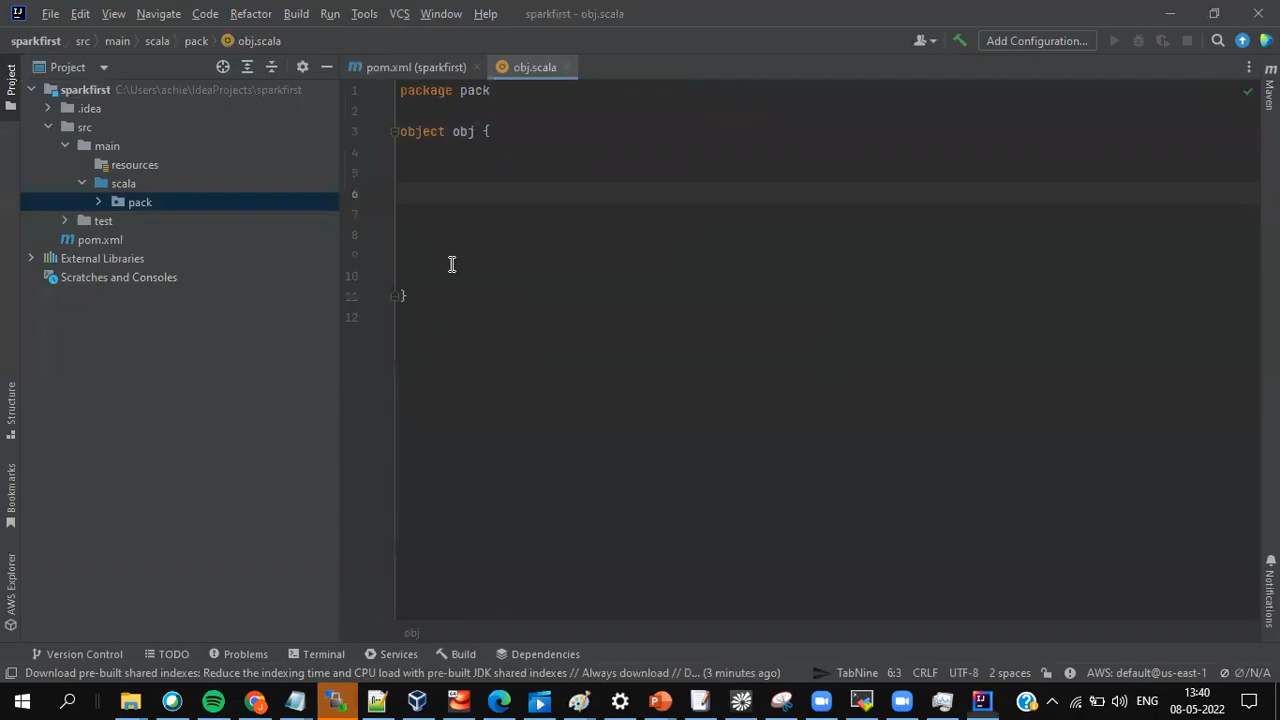 File Edit View Navigate Code Refactor Build Run Tools VCS Window Help sparkfirst - obj.scala
sparkfirst src main scala pack obj.scala Add Configuration...
Project pom.xml (sparkfirst) obj.scala
Project
Structure
Bookmarks
AWS Explorer
sparkfirst C:\Users\achie\IdeaProjects\sparkfirst
.idea
src
main
resources
scala
pack
test
pom.xml
External Libraries
Scratches and Consoles
1 package pack
2
3 object obj {
4
5
6
7
8
9
10
11 }
12
Maven
Notifications
obj
Version Control TODO Problems Terminal Services Build Dependencies
Download pre-built shared indexes: Reduce the indexing time and CPU load with pre-built JDK shared indexes // Always download // D... (3 minutes ago) TabNine 6:3 CRLF UTF-8 2 spaces AWS: default@us-east-1 Ø/N/A
ENG
13:40
08-05-2022